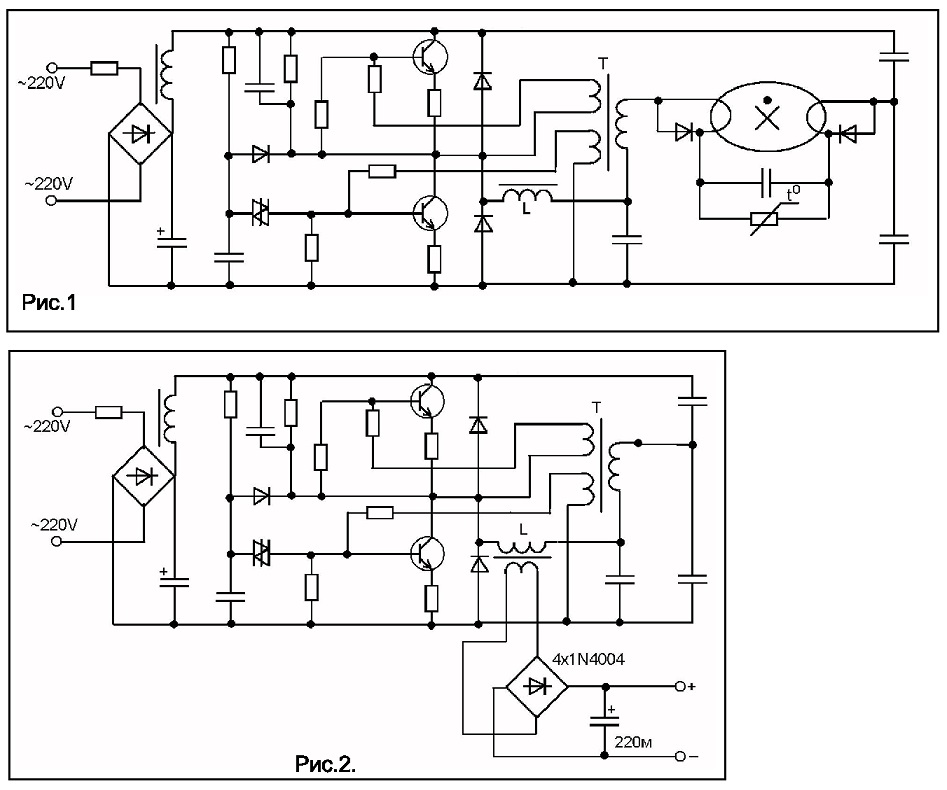 ~220V
~220V
+
T
L
t°
Рис.1
~220V
~220V
+
T
L
4x1N4004
+
+
220м
–
Рис.2.